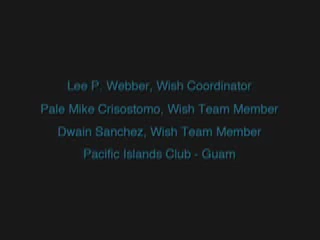 Lee P. Webber, Wish Coordinator
Pale Mike Crisostomo, Wish Team Member
Dwain Sanchez, Wish Team Member
Pacific Islands Club - Guam